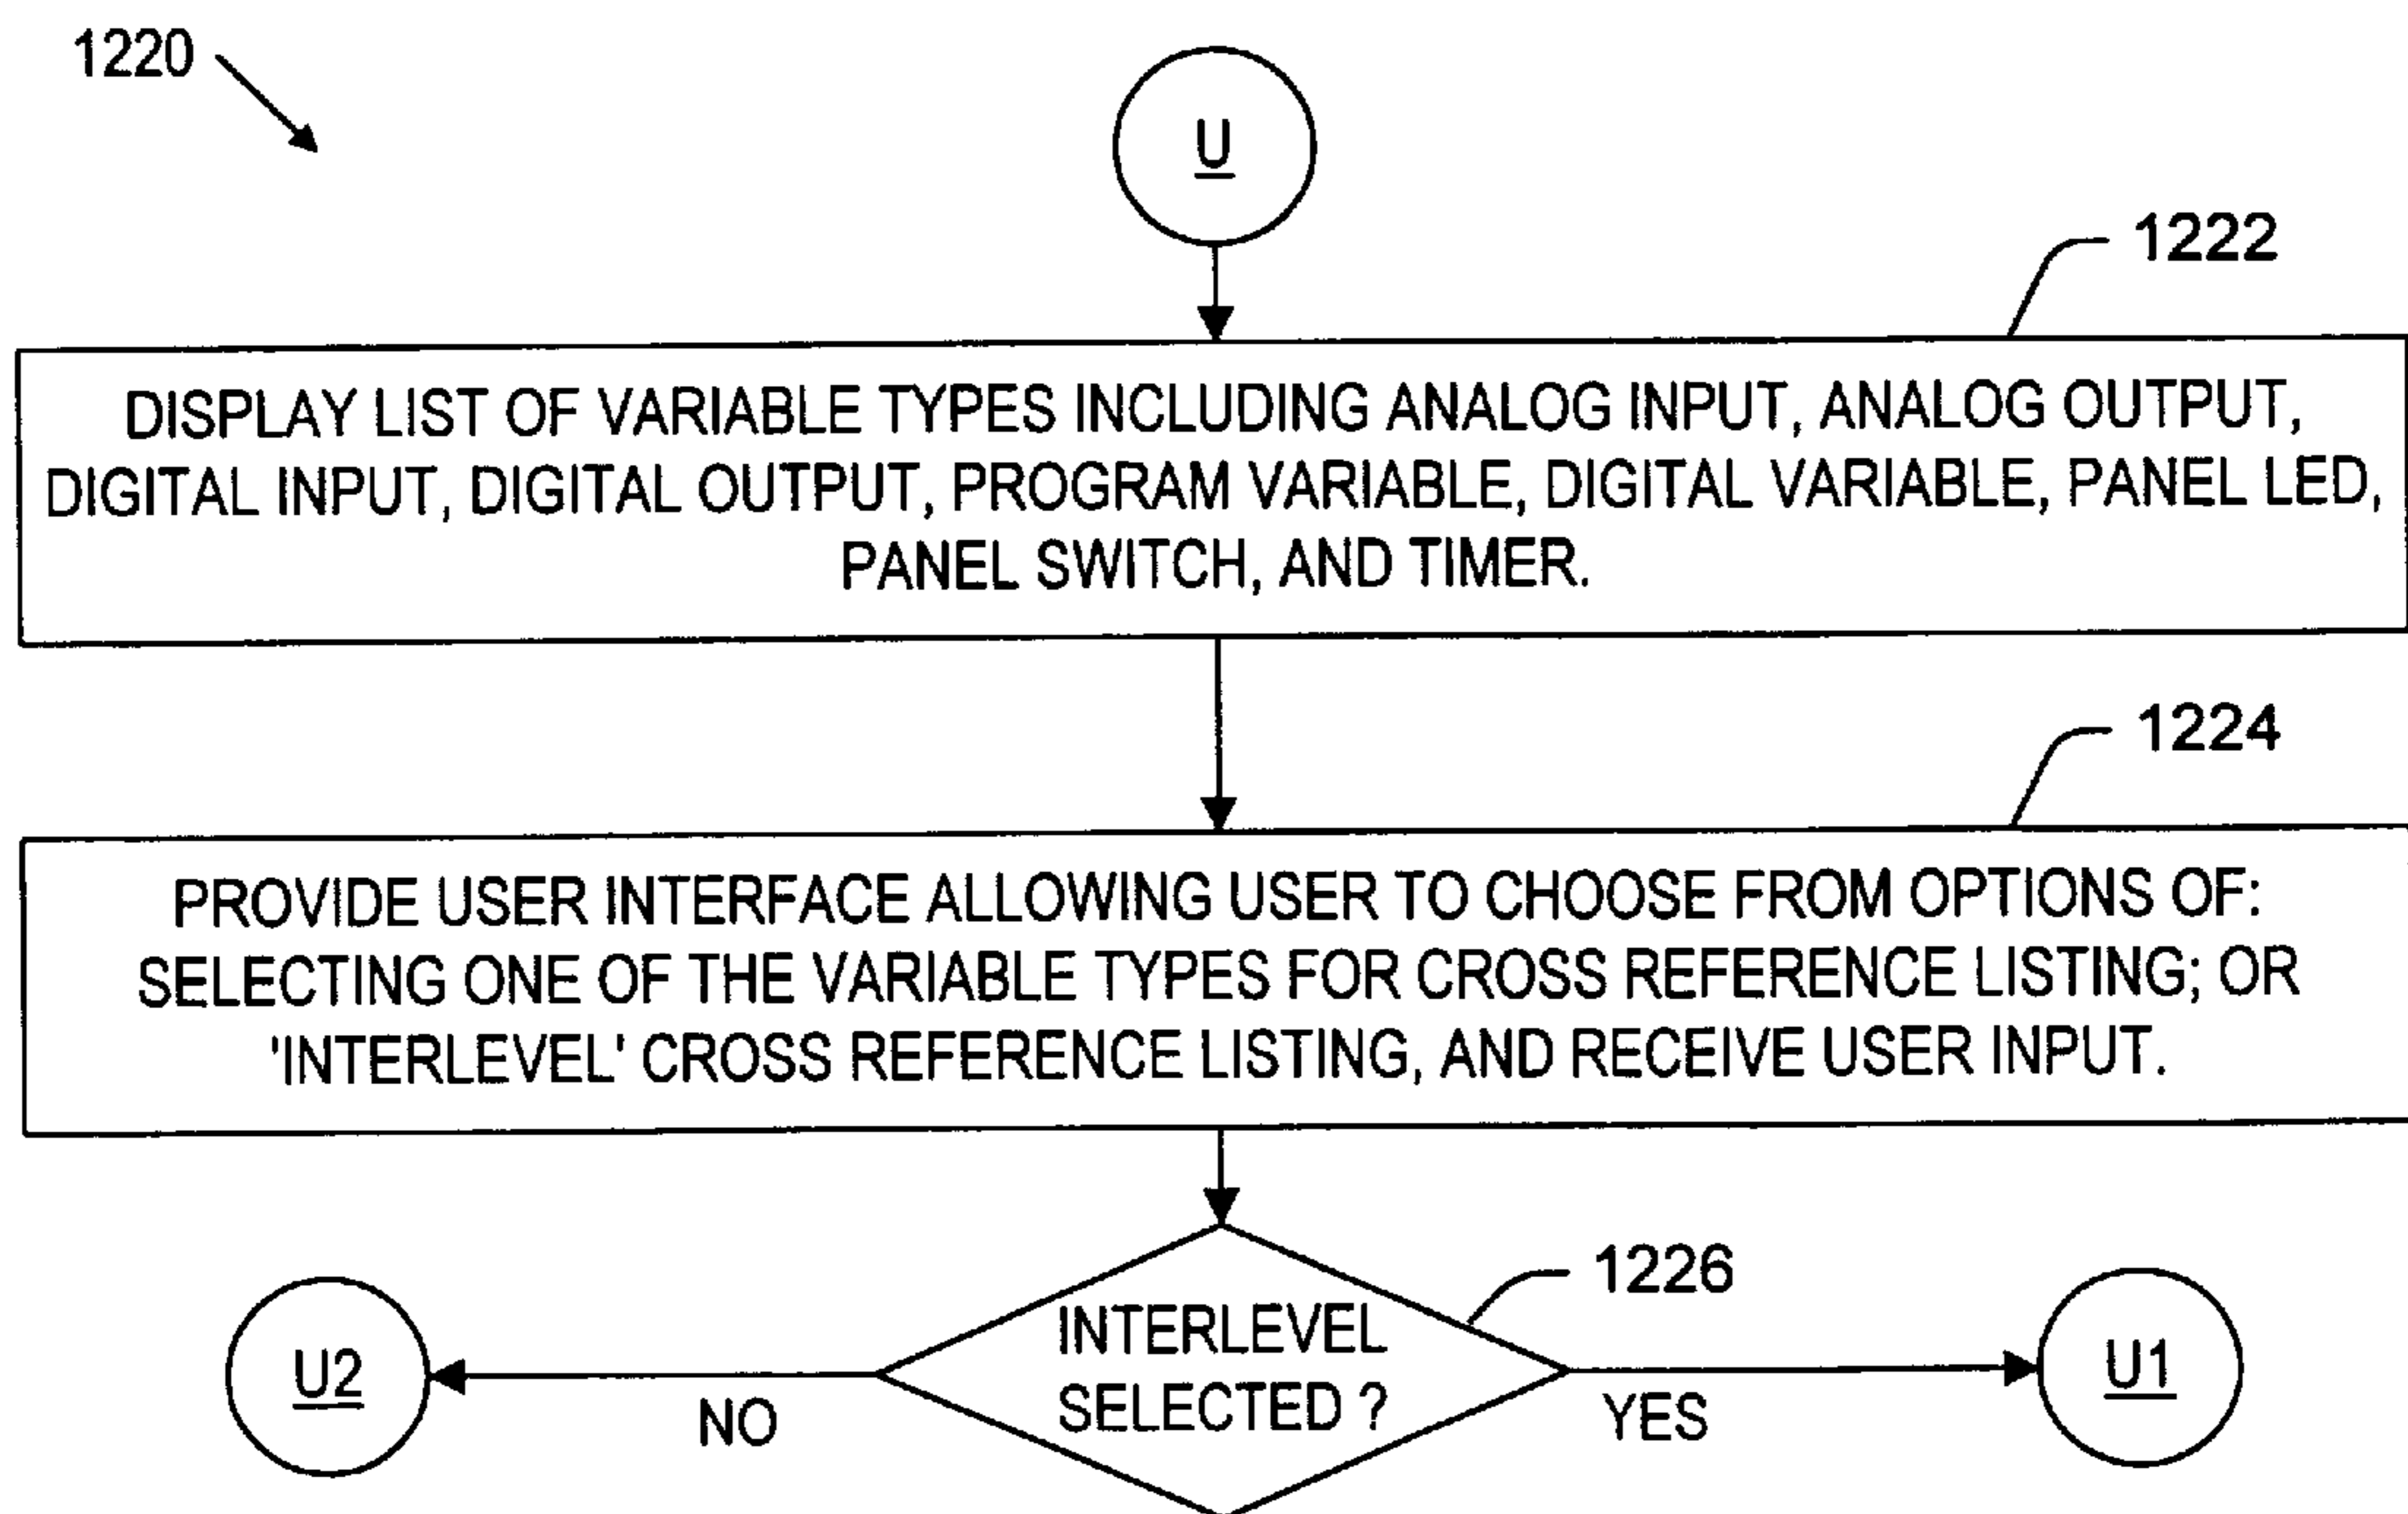 1220
U
1222
DISPLAY LIST OF VARIABLE TYPES INCLUDING ANALOG INPUT, ANALOG OUTPUT,
DIGITAL INPUT, DIGITAL OUTPUT, PROGRAM VARIABLE, DIGITAL VARIABLE, PANEL LED,
PANEL SWITCH, AND TIMER.
1224
PROVIDE USER INTERFACE ALLOWING USER TO CHOOSE FROM OPTIONS OF:
SELECTING ONE OF THE VARIABLE TYPES FOR CROSS REFERENCE LISTING; OR
'INTERLEVEL' CROSS REFERENCE LISTING, AND RECEIVE USER INPUT.
1226
INTERLEVEL
SELECTED ?
U2
NO
YES
U1